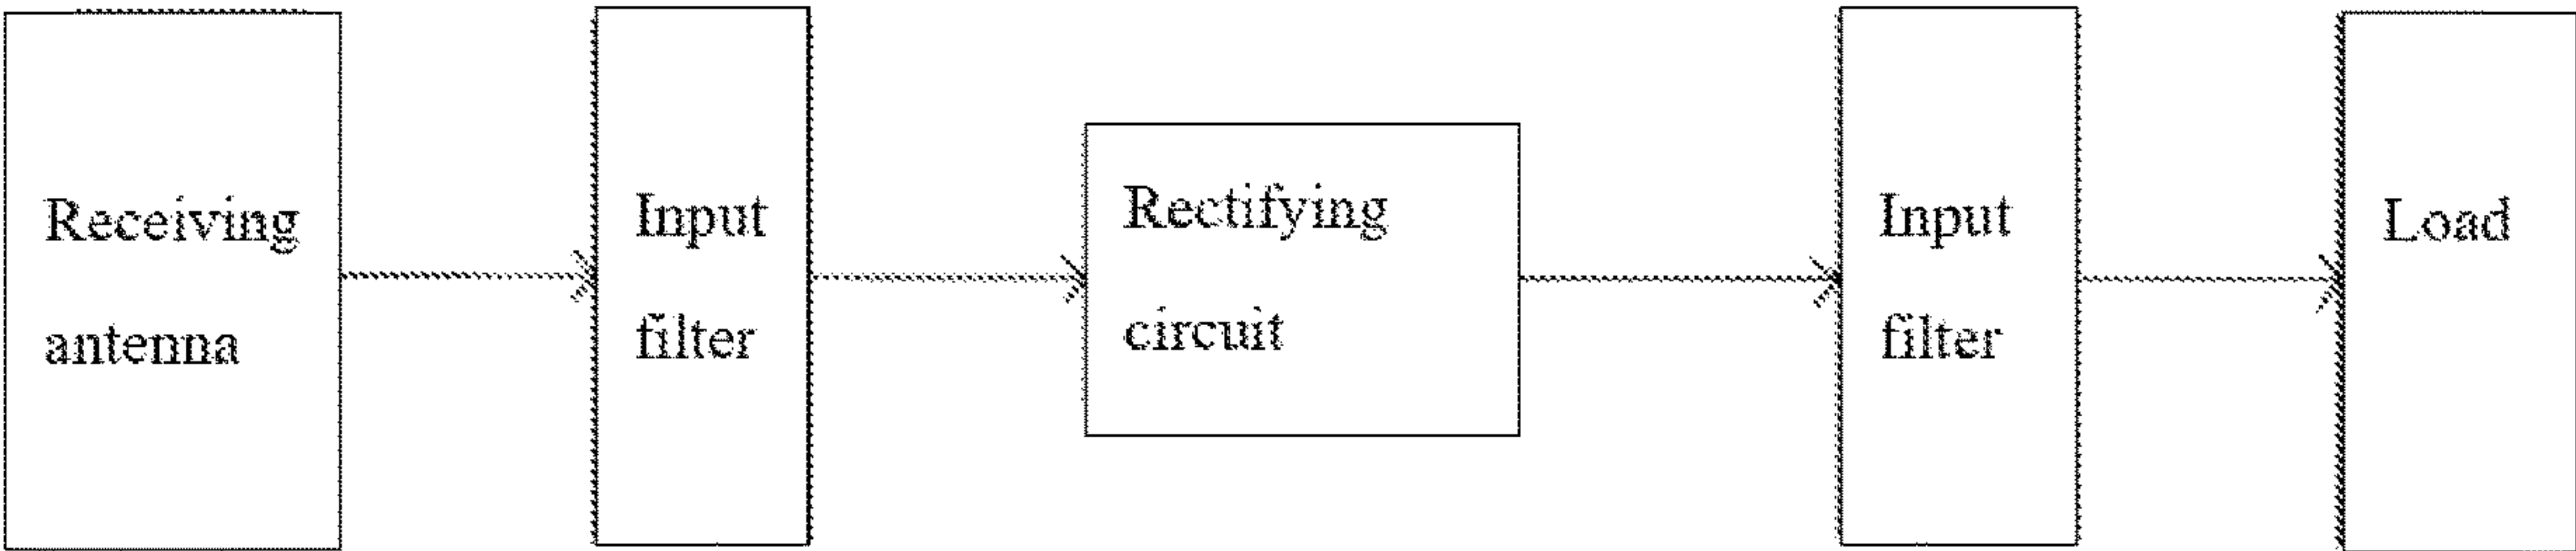 Receiving
antenna
Input
filter
Rectifying
circuit
Input
filter
Load